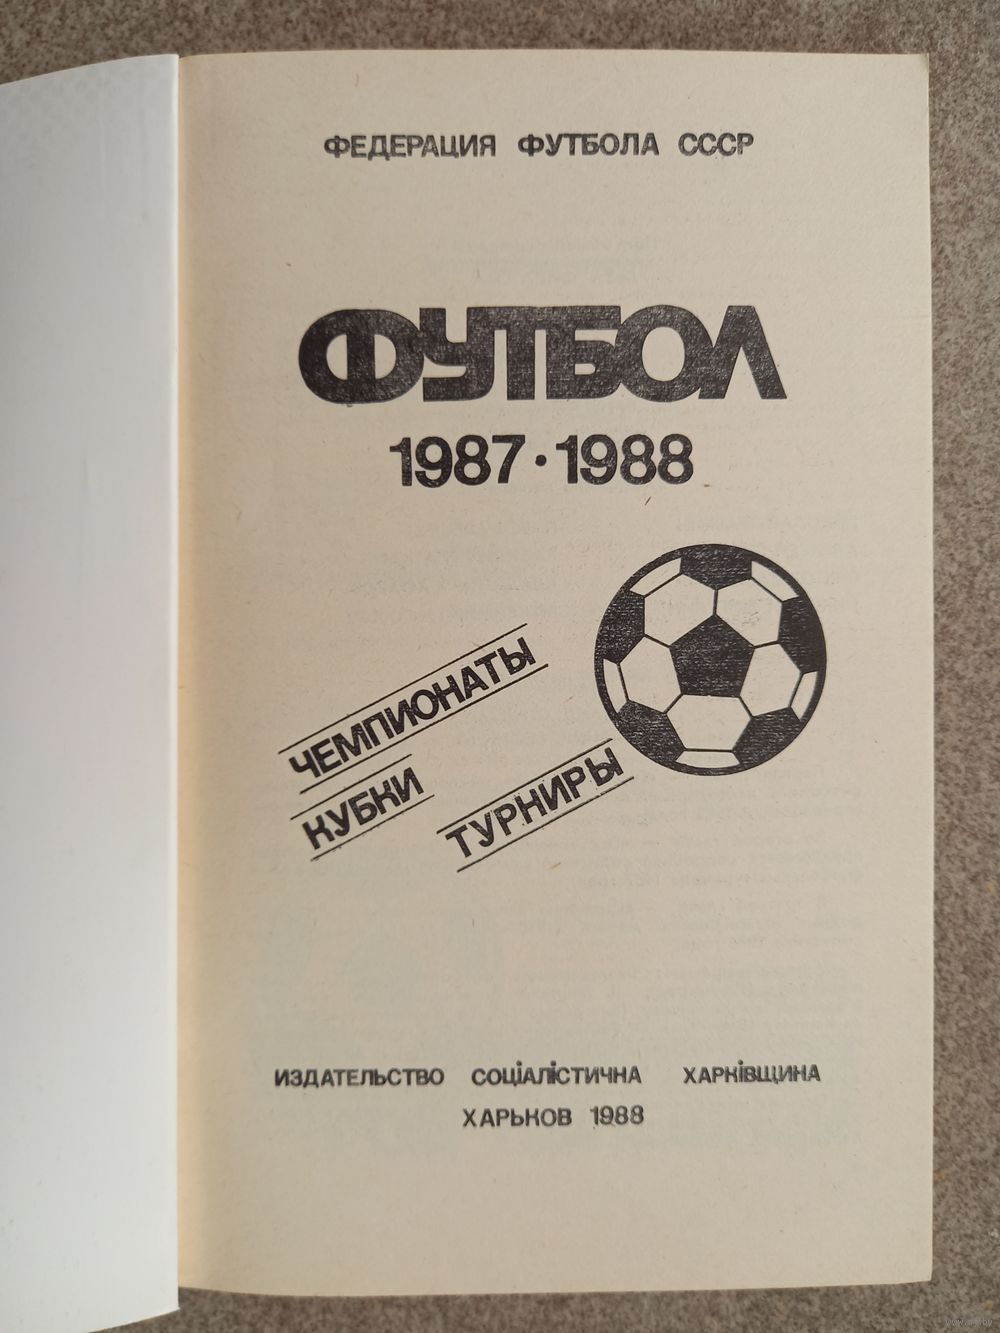 ФЕДЕРАЦИЯ ФУТБОЛА СССР
ФУТБОЛ
1987·1988
ЧЕМПИОНАТЫ
КУБКИ
ТУРНИРЫ
ИЗДАТЕЛЬСТВО СОЦІАЛІСТИЧНА ХАРКІВЩИНА
ХАРЬКОВ 1988